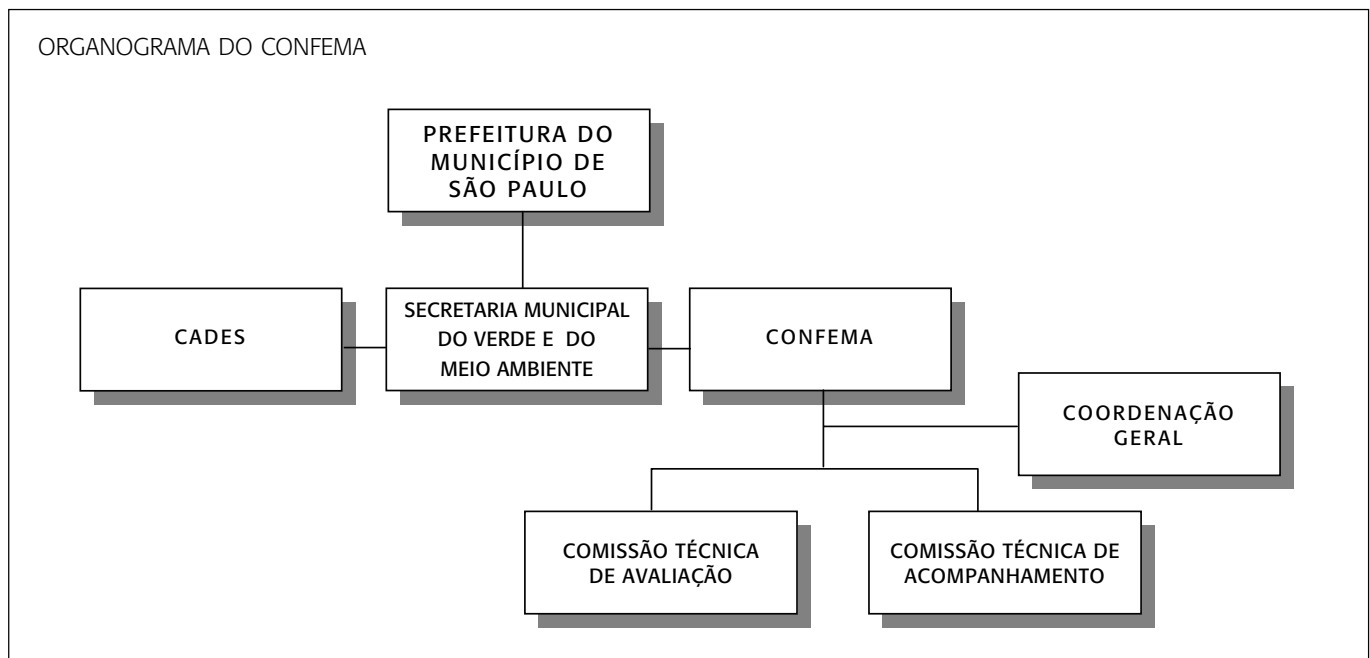 ORGANOGRAMA DO CONFEMA
PREFEITURA DO
MUNICÍPIO DE
SÃO PAULO
CADES
SECRETARIA MUNICIPAL
DO VERDE E DO
MEIO AMBIENTE
CONFEMA
COORDENAÇÃO
GERAL
COMISSÃO TÉCNICA
DE AVALIAÇÃO
COMISSÃO TÉCNICA DE
ACOMPANHAMENTO